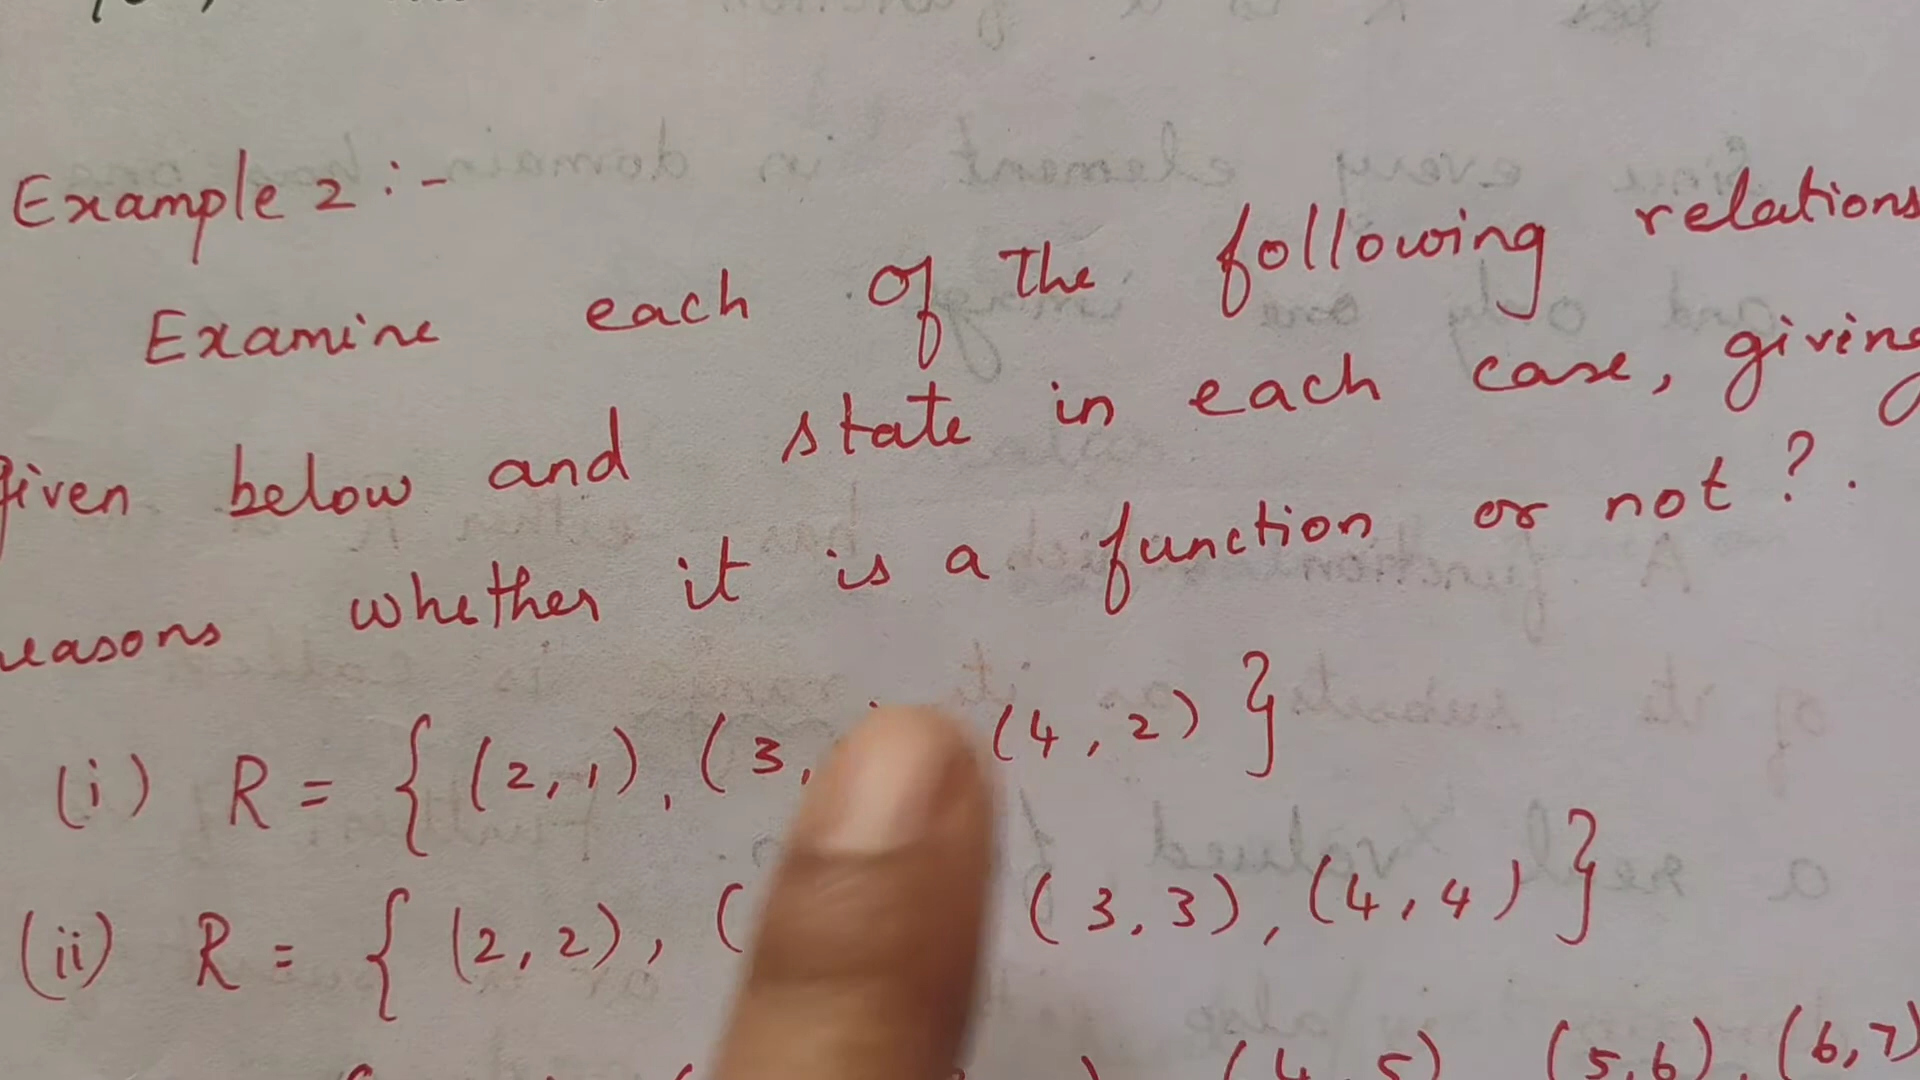 Example 2 :-
Examine each of the following relations
given below and state in each case, giving
reasons whether it is a function or not ? .
(i) R = { (2,1), (3, (4,2) }
(ii) R = { (2,2), ( (3,3), (4,4) }
(4,5) (5,6), (6,7)